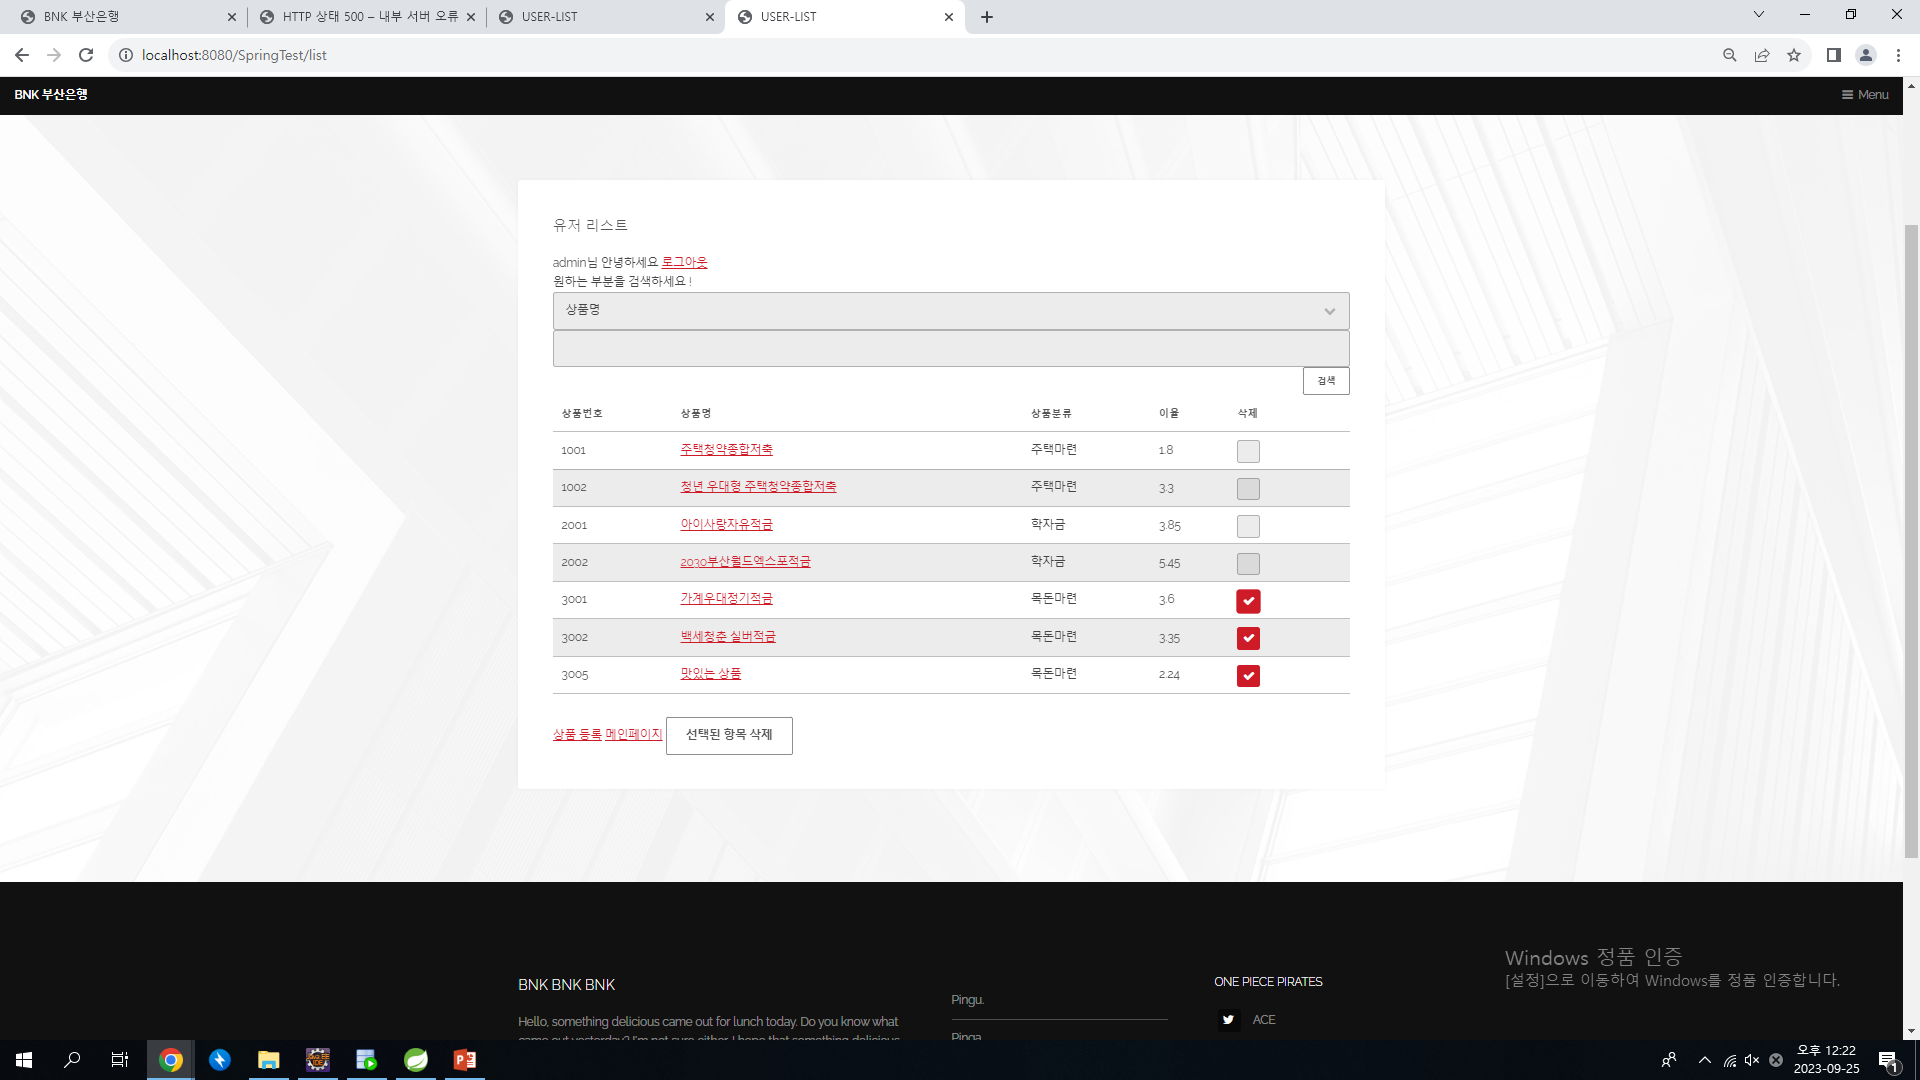 BNK 부산은행
HTTP 상태 500 – 내부 서버 오류
USER-LIST
USER-LIST
localhost:8080/SpringTest/list
BNK 부산은행
Menu
유저 리스트
admin님 안녕하세요 로그아웃
원하는 부분을 검색하세요 !
상품명
검색
상품번호 상품명 상품분류 이율 삭제
1001 주택청약종합저축 주택마련 1.8
1002 청년 우대형 주택청약종합저축 주택마련 3.3
2001 아이사랑자유적금 학자금 3.85
2002 2030부산월드엑스포적금 학자금 5.45
3001 가계우대정기적금 목돈마련 3.6
3002 백세청춘 실버적금 목돈마련 3.35
3005 맛있는 상품 목돈마련 2.24
상품 등록 메인페이지 선택된 항목 삭제
Windows 정품 인증
[설정]으로 이동하여 Windows를 정품 인증합니다.
BNK BNK BNK
Hello, something delicious came out for lunch today. Do you know what
came out yesterday? I'm not sure either. I hope that something delicious
Pingu.
Pinga
ONE PIECE PIRATES
ACE
오후 12:22
2023-09-25
1